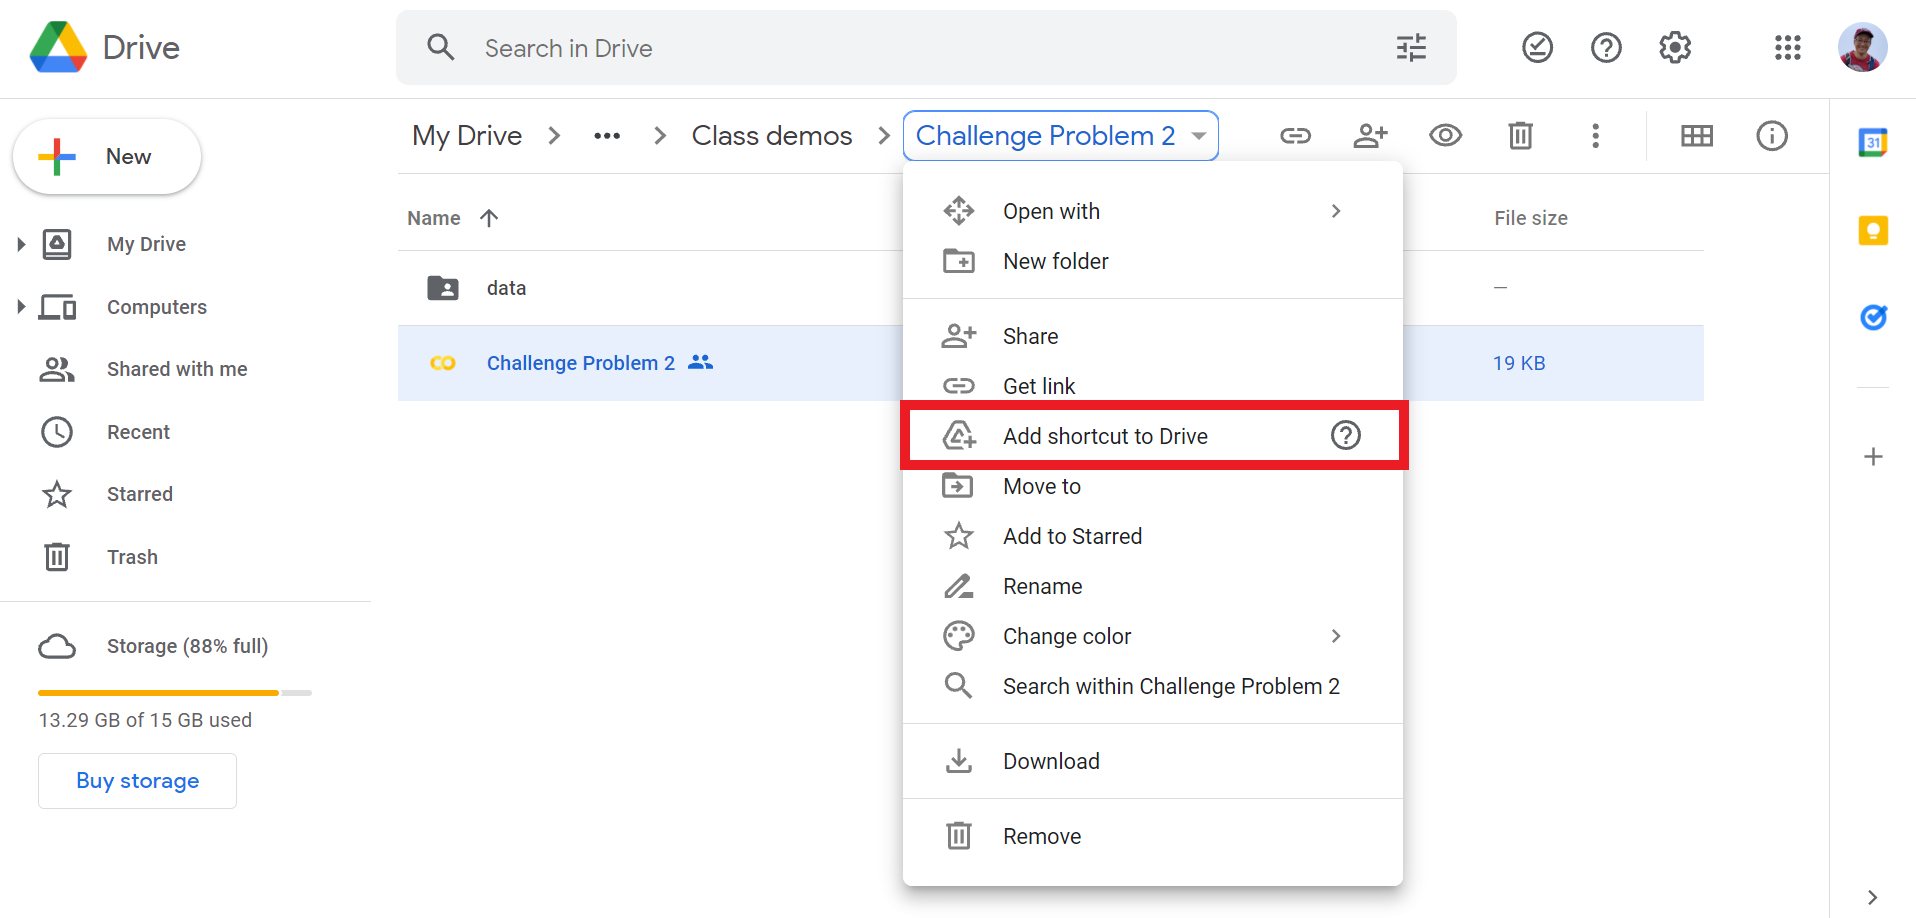 Drive
Search in Drive
New
My Drive
Computers
Shared with me
Recent
Starred
Trash
Storage (88% full)
13.29 GB of 15 GB used
Buy storage
My Drive > ••• > Class demos > Challenge Problem 2
Name
File size
data
–
Challenge Problem 2
19 KB
Open with
New folder
Share
Get link
Add shortcut to Drive
Move to
Add to Starred
Rename
Change color
Search within Challenge Problem 2
Download
Remove
31